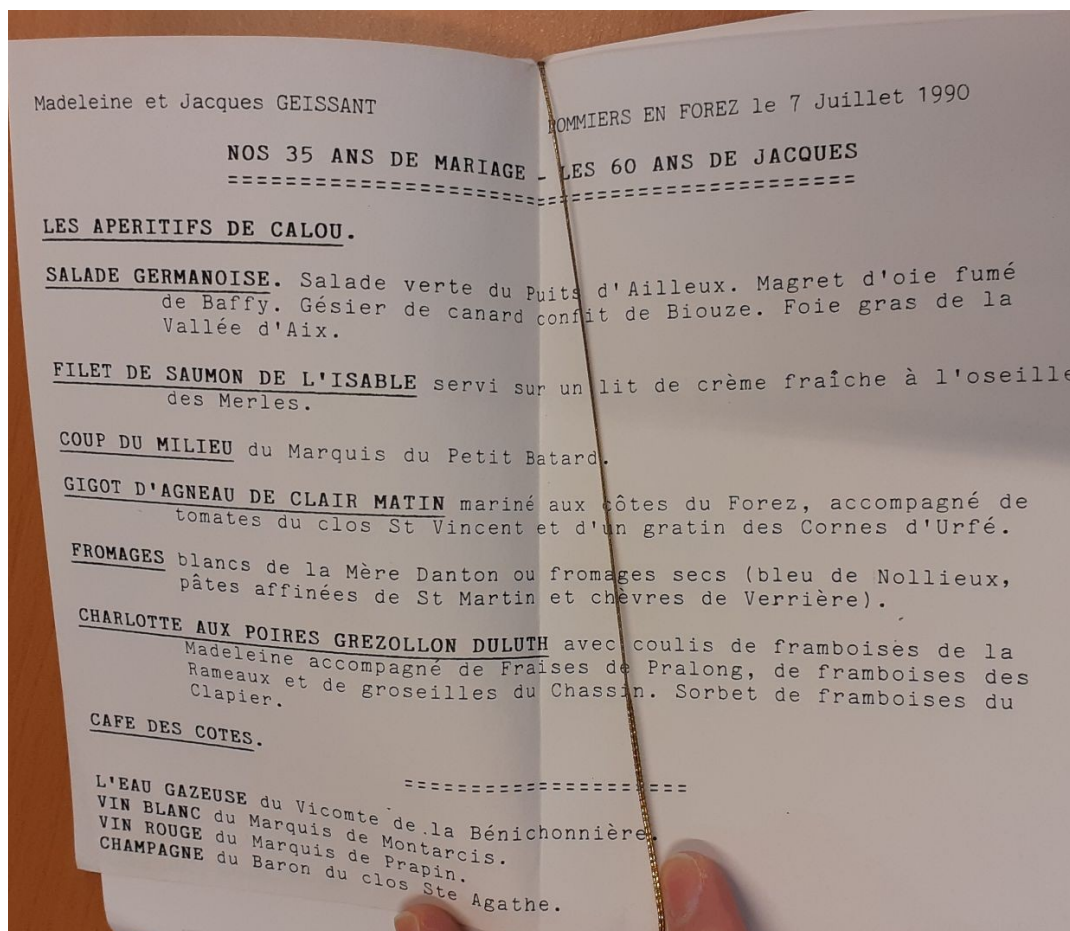 Madeleine et Jacques GEISSANT
POMMIERS EN FOREZ le 7 Juillet 1990
NOS 35 ANS DE MARIAGE - LES 60 ANS DE JACQUES
=============================================
LES APERITIFS DE CALOU.
SALADE GERMANOISE. Salade verte du Puits d'Ailleux. Magret d'oie fumé
de Baffy. Gésier de canard confit de Biouze. Foie gras de la
Vallée d'Aix.
FILET DE SAUMON DE L'ISABLE servi sur un lit de crème fraîche à l'oseille
des Merles.
COUP DU MILIEU du Marquis du Petit Batard.
GIGOT D'AGNEAU DE CLAIR MATIN mariné aux côtes du Forez, accompagné de
tomates du clos St Vincent et d'un gratin des Cornes d'Urfé.
FROMAGES blancs de la Mère Danton ou fromages secs (bleu de Nollieux,
pâtes affinées de St Martin et chèvres de Verrière).
CHARLOTTE AUX POIRES GREZOLLON DULUTH avec coulis de framboises de la
Madeleine accompagné de Fraises de Pralong, de framboises des
Rameaux et de groseilles du Chassin. Sorbet de framboises du
Clapier.
CAFE DES COTES.
====================
L'EAU GAZEUSE du Vicomte de la Bénichonnière.
VIN BLANC du Marquis de Montarcis.
VIN ROUGE du Marquis de Prapin.
CHAMPAGNE du Baron du clos Ste Agathe.